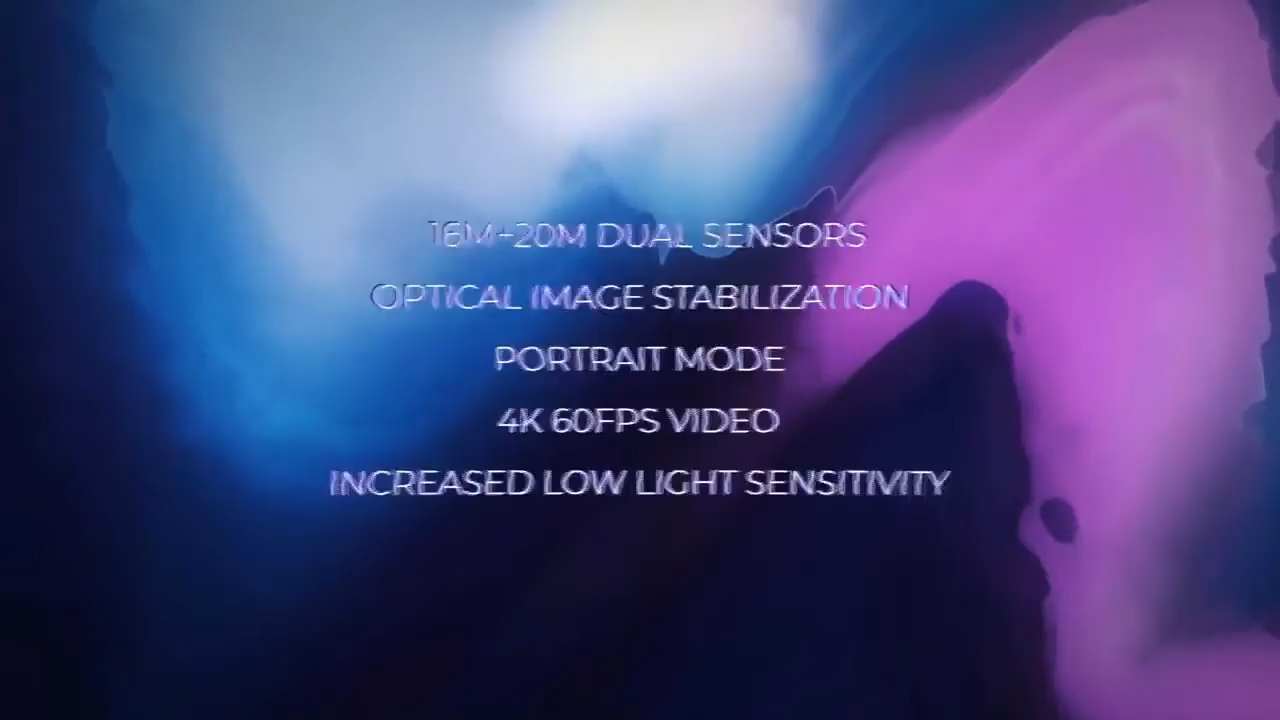 16M+20M DUAL SENSORS
OPTICAL IMAGE STABILIZATION
PORTRAIT MODE
4K 60FPS VIDEO
INCREASED LOW LIGHT SENSITIVITY